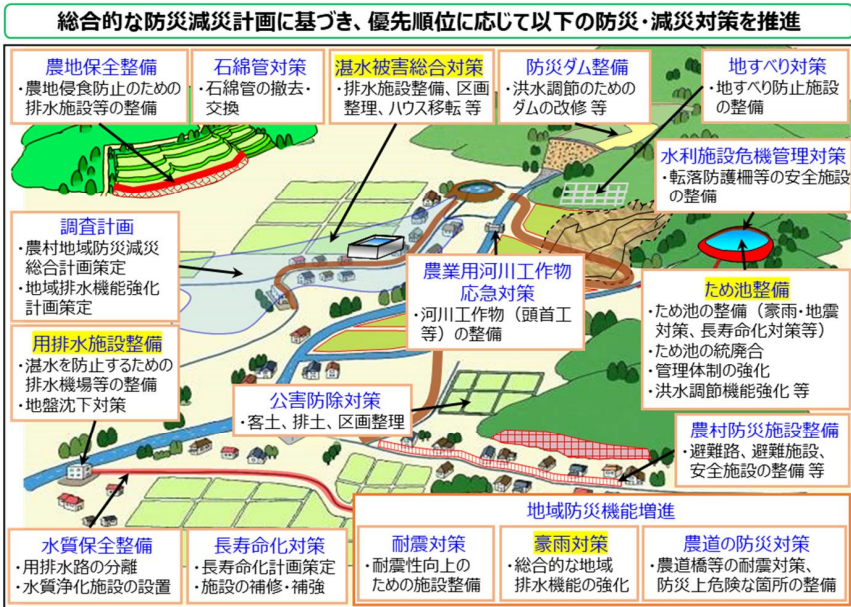 総合的な防災減災計画に基づき、優先順位に応じて以下の防災・減災対策を推進
農地保全整備
・農地侵食防止のための
排水施設等の整備
石綿管対策
・石綿管の撤去・
交換
湛水被害総合対策
・排水施設整備、区画
整理、ハウス移転 等
防災ダム整備
・洪水調節のための
ダムの改修 等
地すべり対策
・地すべり防止施設
の整備
水利施設危機管理対策
・転落防護柵等の安全施設
の整備
調査計画
・農村地域防災減災
総合計画策定
・地域排水機能強化
計画策定
農業用河川工作物
応急対策
・河川工作物（頭首工
等）の整備
ため池整備
・ため池の整備（豪雨・地震
対策、長寿命化対策等）
・ため池の統廃合
・管理体制の強化
・洪水調節機能強化 等
用排水施設整備
・湛水を防止するための
排水機場等の整備
・地盤沈下対策
公害防除対策
・客土、排土、区画整理
農村防災施設整備
・避難路、避難施設、
安全施設の整備 等
水質保全整備
・用排水路の分離
・水質浄化施設の設置
長寿命化対策
・長寿命化計画策定
・施設の補修・補強
地域防災機能増進
耐震対策
・耐震性向上の
ための施設整備
豪雨対策
・総合的な地域
排水機能の強化
農道の防災対策
・農道橋等の耐震対策、
防災上危険な箇所の整備